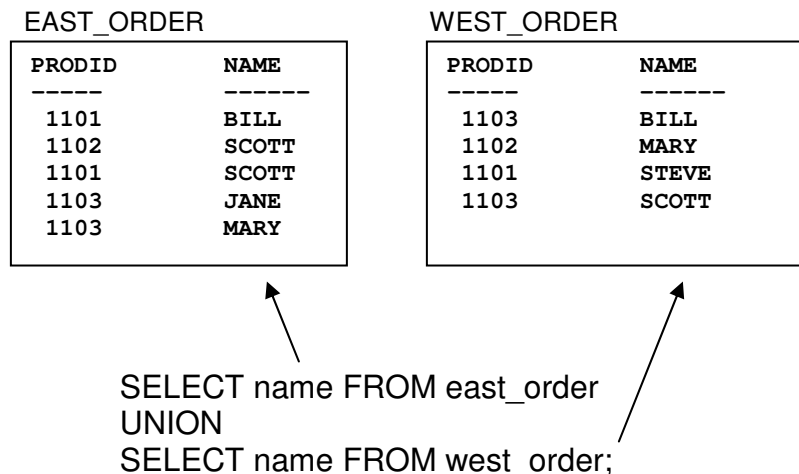 EAST_ORDER
PRODID NAME
----- ------
1101 BILL
1102 SCOTT
1101 SCOTT
1103 JANE
1103 MARY
WEST_ORDER
PRODID NAME
----- ------
1103 BILL
1102 MARY
1101 STEVE
1103 SCOTT
SELECT name FROM east_order
UNION
SELECT name FROM west_order;